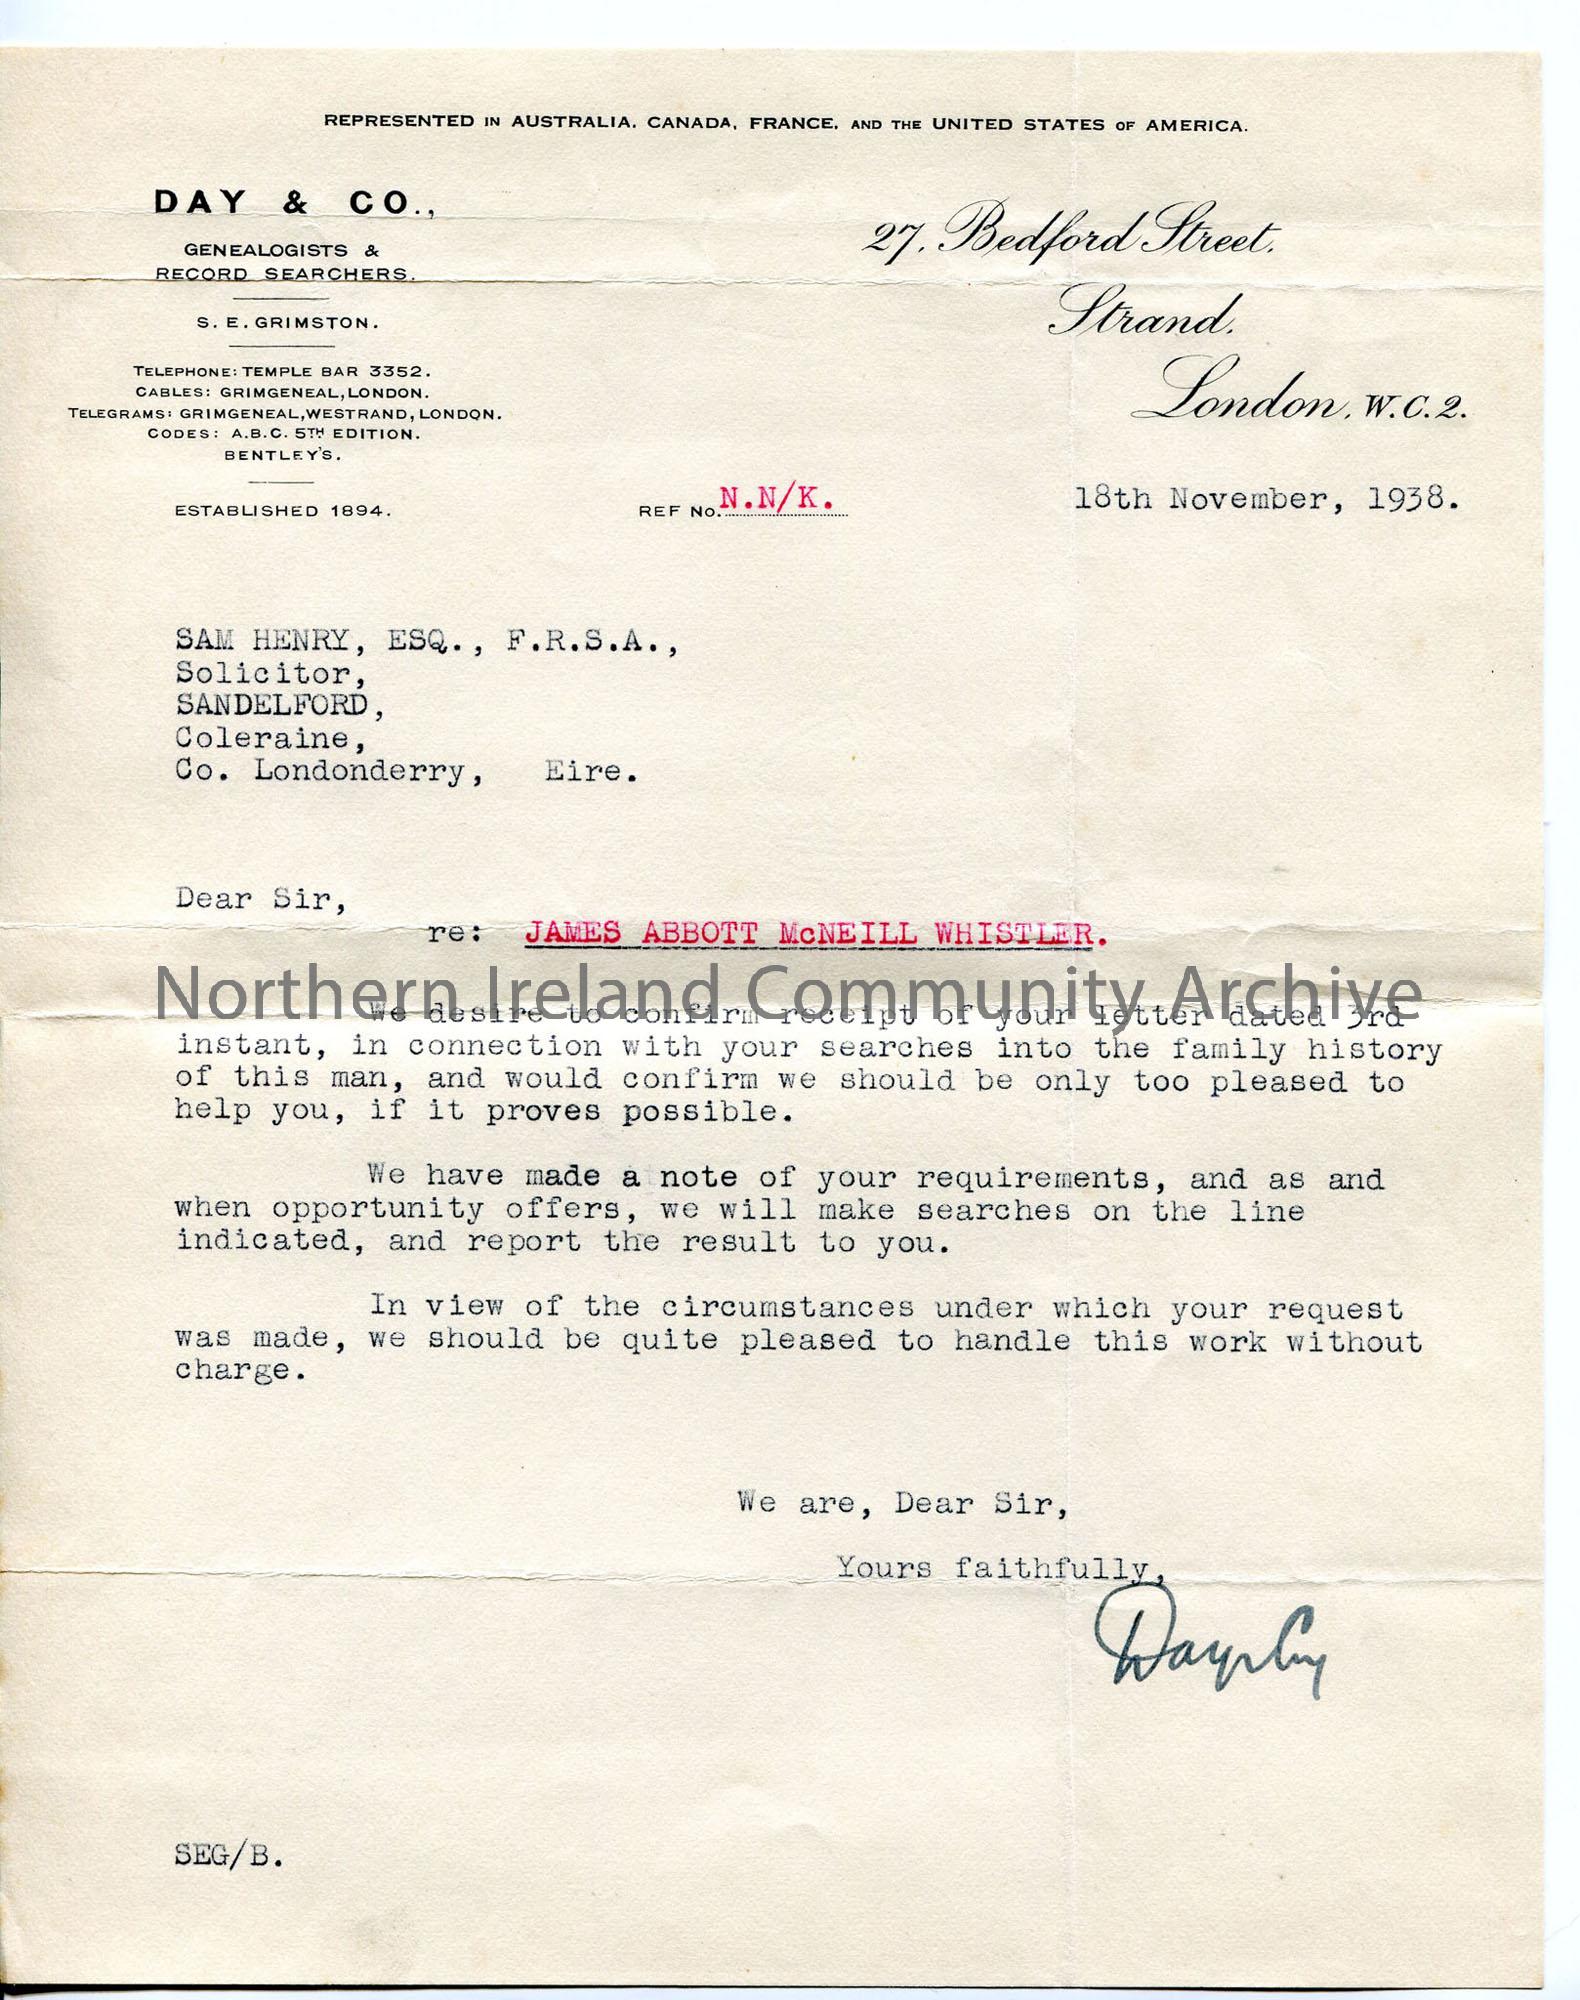 REPRESENTED IN AUSTRALIA, CANADA, FRANCE, AND THE UNITED STATES OF AMERICA.
DAY & CO.,
GENEALOGISTS &
RECORD SEARCHERS.
S. E. GRIMSTON.
TELEPHONE: TEMPLE BAR 3352.
CABLES: GRIMGENEAL, LONDON.
TELEGRAMS: GRIMGENEAL, WESTRAND, LONDON.
CODES: A.B.C. 5TH EDITION.
BENTLEY'S.
ESTABLISHED 1894.
27, Bedford Street,
Strand,
London, W.C.2.
REF No. N.N/K.
18th November, 1938.
SAM HENRY, ESQ., F.R.S.A.,
Solicitor,
SANDELFORD,
Coleraine,
Co. Londonderry, Eire.
Dear Sir,
re: JAMES ABBOTT McNEILL WHISTLER.
Northern Ireland Community Archive
We desire to confirm receipt of your letter dated 3rd
instant, in connection with your searches into the family history
of this man, and would confirm we should be only too pleased to
help you, if it proves possible.
We have made a note of your requirements, and as and
when opportunity offers, we will make searches on the line
indicated, and report the result to you.
In view of the circumstances under which your request
was made, we should be quite pleased to handle this work without
charge.
We are, Dear Sir,
Yours faithfully,
SEG/B.